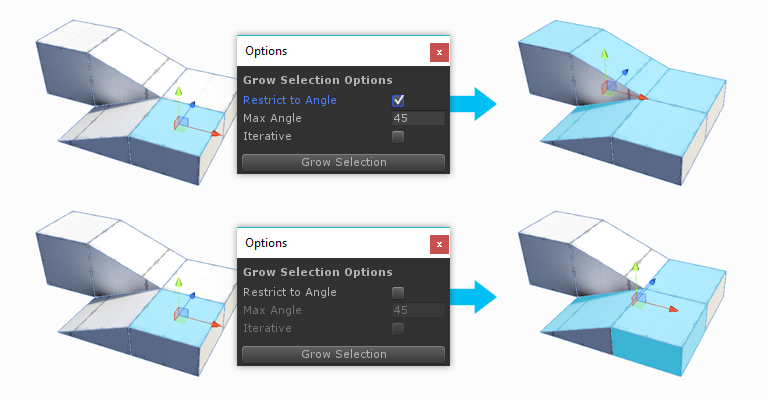 Options
x
Grow Selection Options
Restrict to Angle
Max Angle 45
Iterative
Grow Selection
Options
x
Grow Selection Options
Restrict to Angle
Max Angle 45
Iterative
Grow Selection